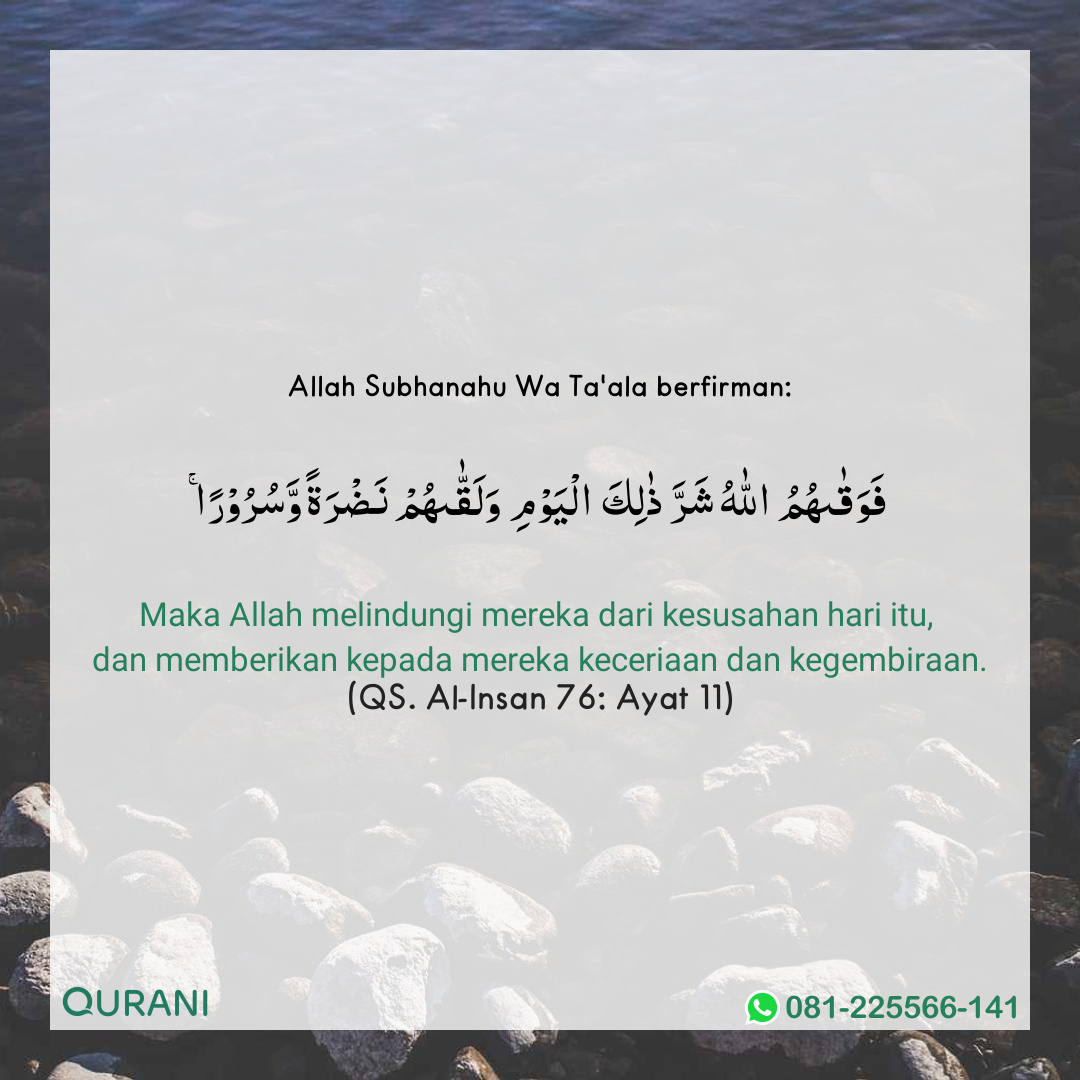 Allah Subhanahu Wa Ta'ala berfirman:
فَوَقٰىهُمُ اللّٰهُ شَرَّ ذٰلِكَ الْيَوْمِ وَلَقّٰىهُمْ نَضْرَةً وَّسُرُوْرًاۚ
Maka Allah melindungi mereka dari kesusahan hari itu,
dan memberikan kepada mereka keceriaan dan kegembiraan.
(QS. Al-Insan 76: Ayat 11)
QURANI
081-225566-141